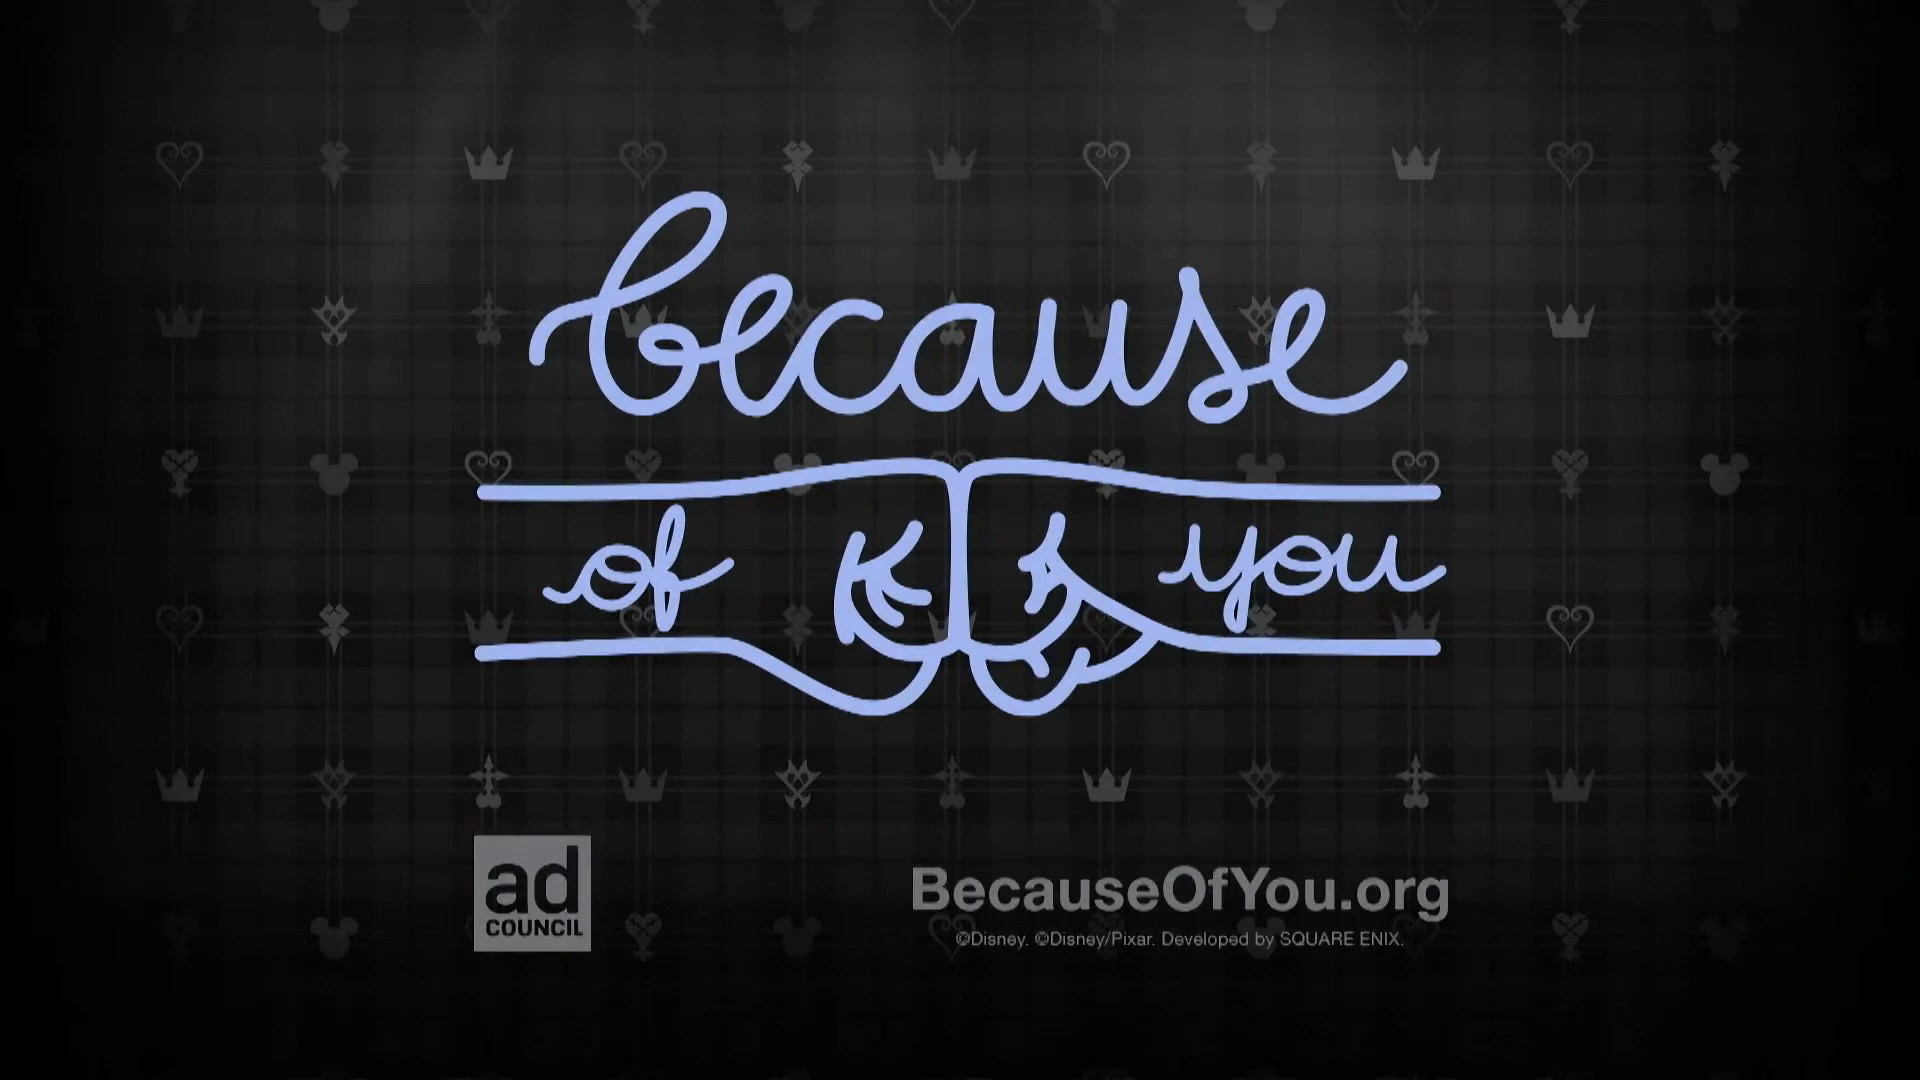 because
of you
ad
COUNCIL
BecauseOfYou.org
©Disney. ©Disney/Pixar. Developed by SQUARE ENIX.